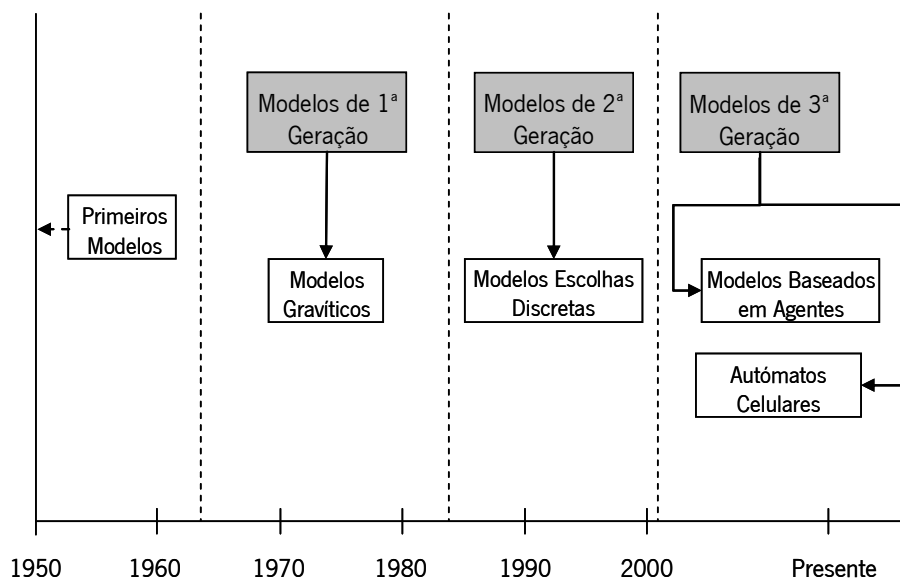 Modelos de 1ª
Geração
Modelos de 2ª
Geração
Modelos de 3ª
Geração
Primeiros
Modelos
Modelos
Gravíticos
Modelos Escolhas
Discretas
Modelos Baseados
em Agentes
Autómatos
Celulares
1950
1960
1970
1980
1990
2000
Presente